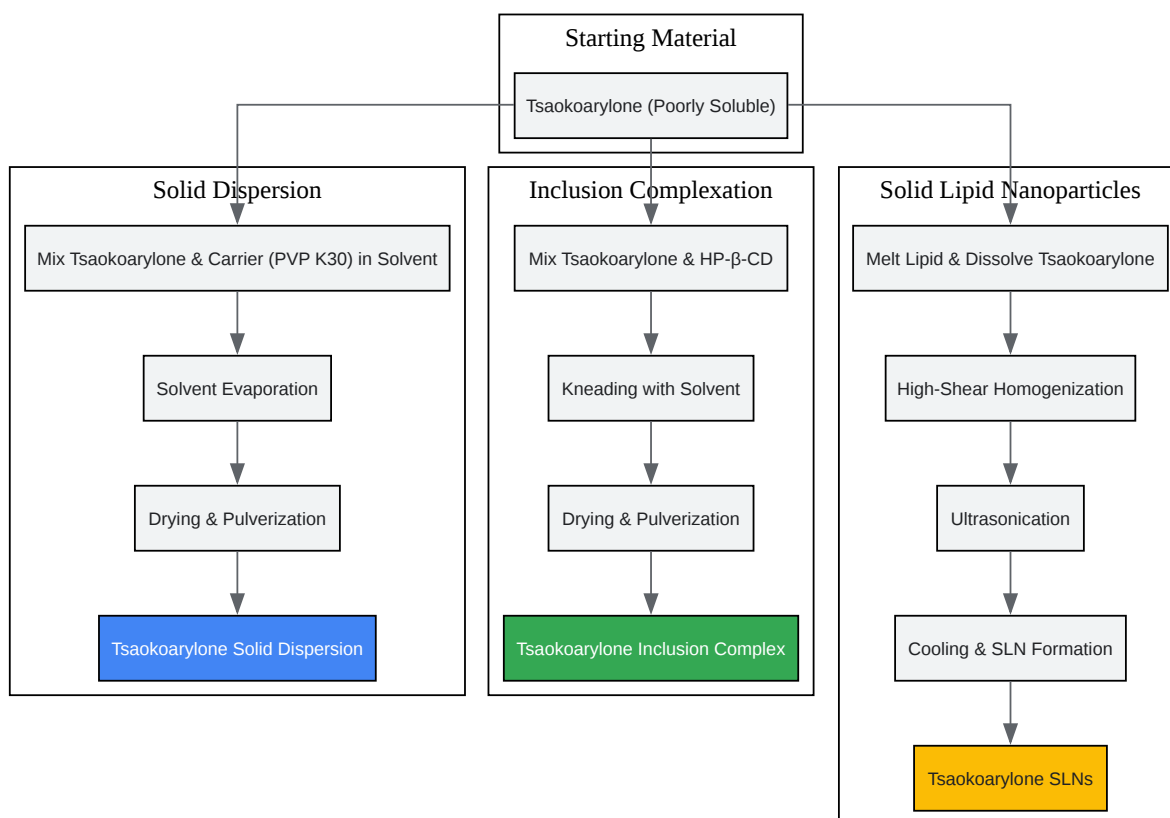 Starting Material
Tsaokoarylone (Poorly Soluble)
Solid Dispersion
Mix Tsaokoarylone & Carrier (PVP K30) in Solvent
Solvent Evaporation
Drying & Pulverization
Tsaokoarylone Solid Dispersion
Inclusion Complexation
Mix Tsaokoarylone & HP-β-CD
Kneading with Solvent
Drying & Pulverization
Tsaokoarylone Inclusion Complex
Solid Lipid Nanoparticles
Melt Lipid & Dissolve Tsaokoarylone
High-Shear Homogenization
Ultrasonication
Cooling & SLN Formation
Tsaokoarylone SLNs